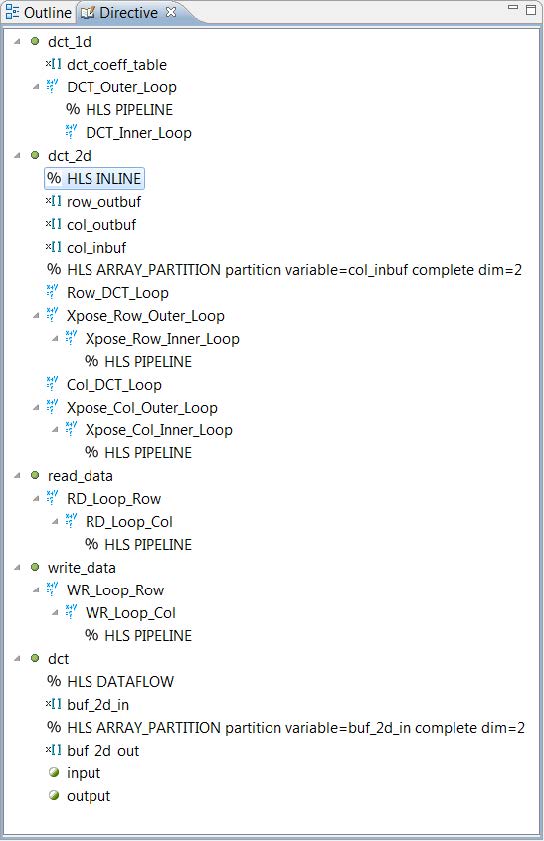 Outline Directive
dct_1d
×[] dct_coeff_table
DCT_Outer_Loop
% HLS PIPELINE
DCT_Inner_Loop
dct_2d
% HLS INLINE
×[] row_outbuf
×[] col_outbuf
×[] col_inbuf
% HLS ARRAY_PARTITION partition variable=col_inbuf complete dim=2
Row_DCT_Loop
Xpose_Row_Outer_Loop
Xpose_Row_Inner_Loop
% HLS PIPELINE
Col_DCT_Loop
Xpose_Col_Outer_Loop
Xpose_Col_Inner_Loop
% HLS PIPELINE
read_data
RD_Loop_Row
RD_Loop_Col
% HLS PIPELINE
write_data
WR_Loop_Row
WR_Loop_Col
% HLS PIPELINE
dct
% HLS DATAFLOW
×[] buf_2d_in
% HLS ARRAY_PARTITION partition variable=buf_2d_in complete dim=2
×[] buf_2d_out
input
output